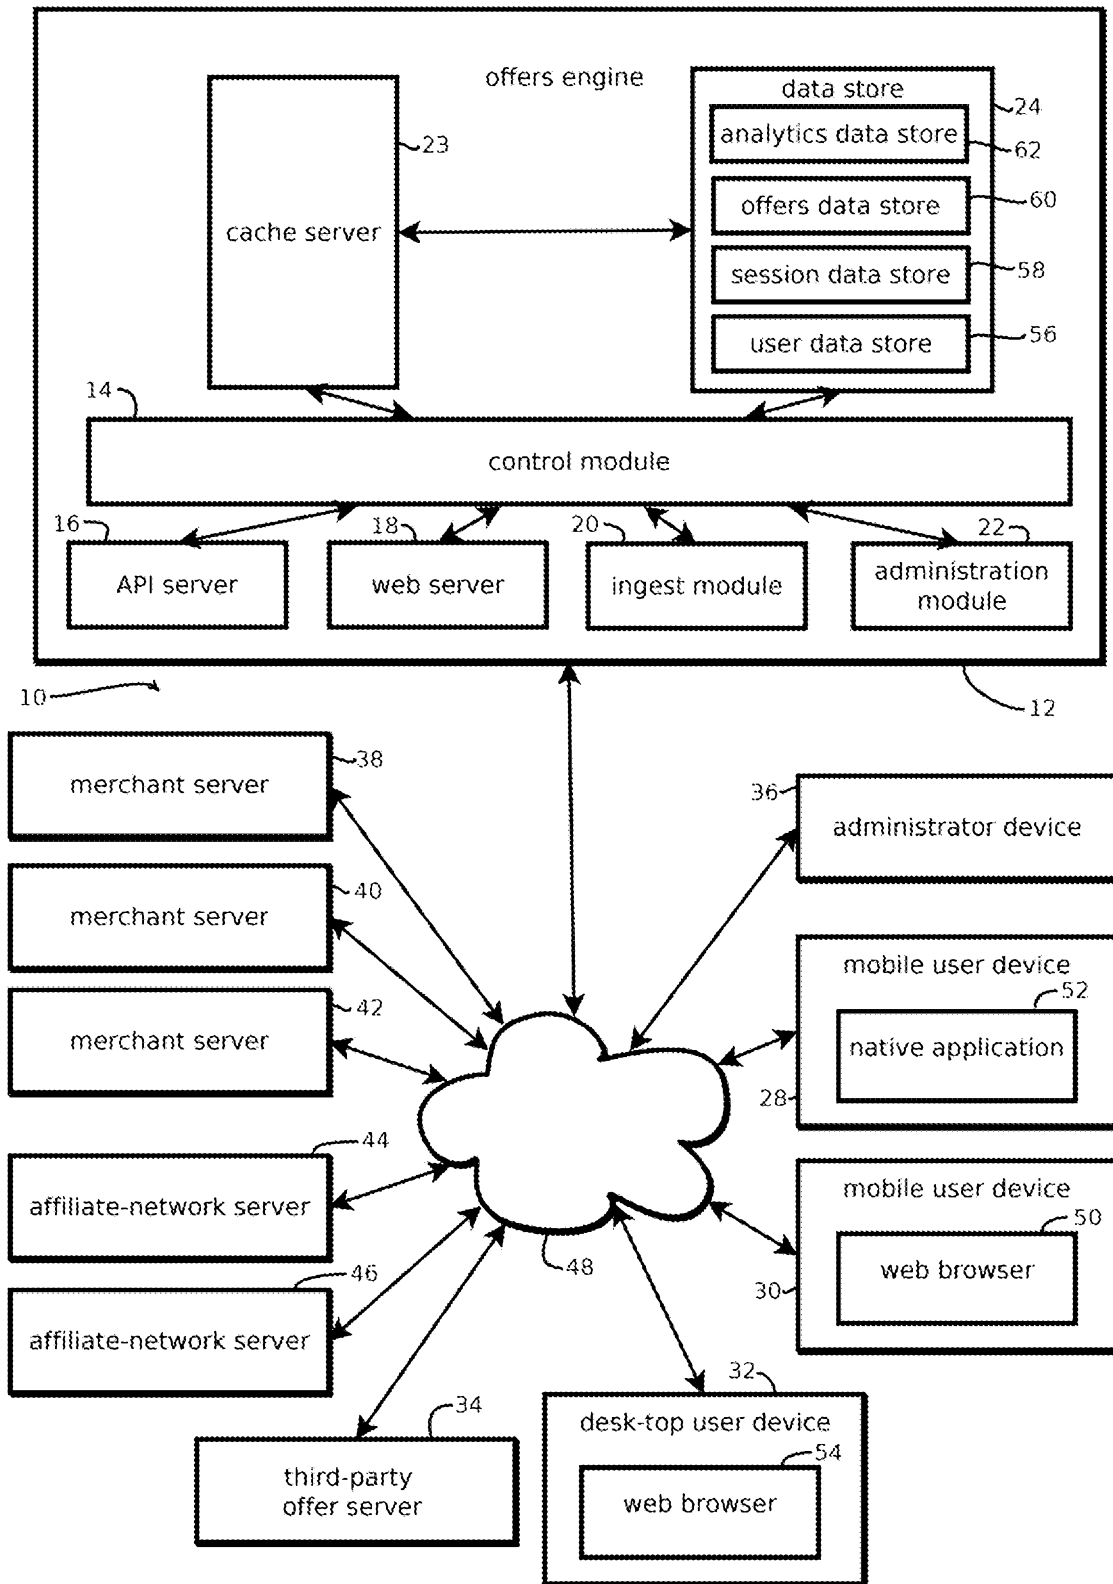 offers engine
data store
24
analytics data store
62
23
offers data store
60
cache server
session data store
58
user data store
56
14
control module
16
18
20
22
API server
web server
ingest module
administration
module
10
12
38
merchant server
36
administrator device
40
merchant server
mobile user device
52
42
merchant server
native application
28
44
affiliate-network server
mobile user device
50
48
46
web browser
30
affiliate-network server
34
32
third-party
offer server
desk-top user device
54
web browser